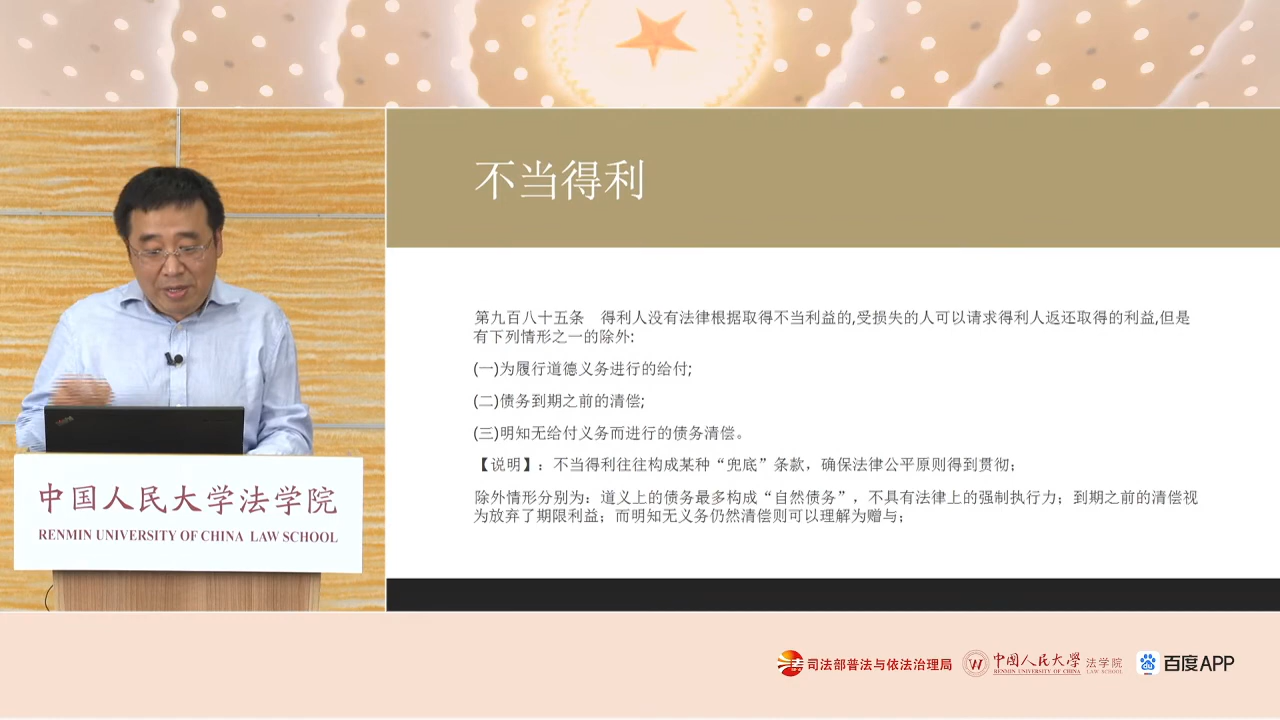 不当得利
第九百八十五条　得利人没有法律根据取得不当利益的,受损失的人可以请求得利人返还取得的利益,但是
有下列情形之一的除外:
(一)为履行道德义务进行的给付;
(二)债务到期之前的清偿;
(三)明知无给付义务而进行的债务清偿。
【说明】：不当得利往往构成某种“兜底”条款，确保法律公平原则得到贯彻；
除外情形分别为：道义上的债务最多构成“自然债务”，不具有法律上的强制执行力；到期之前的清偿视
为放弃了期限利益；而明知无义务仍然清偿则可以理解为赠与；
中国人民大学法学院
RENMIN UNIVERSITY OF CHINA LAW SCHOOL
司法部普法与依法治理局
中国人民大学 法学院
RENMIN UNIVERSITY OF CHINA LAW SCHOOL
百度APP